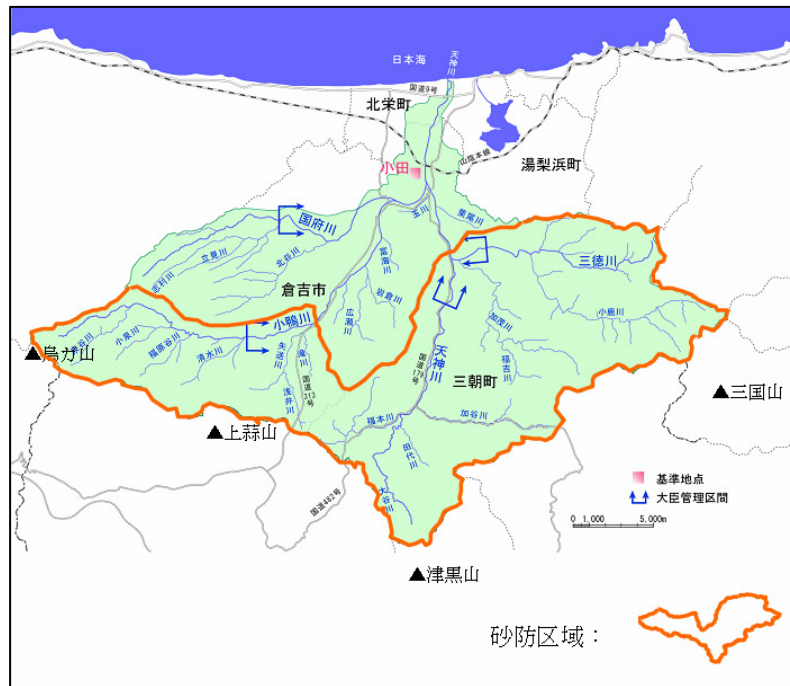 日本海
天神川
国道9号
北栄町
山陰本線
湯梨浜町
小田
玉川
国府川
立見川
北谷川
志村川
倉吉市
富海川
岩倉川
広瀬川
三徳川
小鹿川
加茂川
福吉川
天神川
国道179号
三朝町
加谷川
小鴨川
小泉川
福原谷川
清水川
矢送川
滝川
国道313号
浅井川
福本川
田代川
大谷川
国道482号
▲烏ガ山
▲上蒜山
▲三国山
▲津黒山
基準地点
大臣管理区間
0 1,000 5,000m
砂防区域：